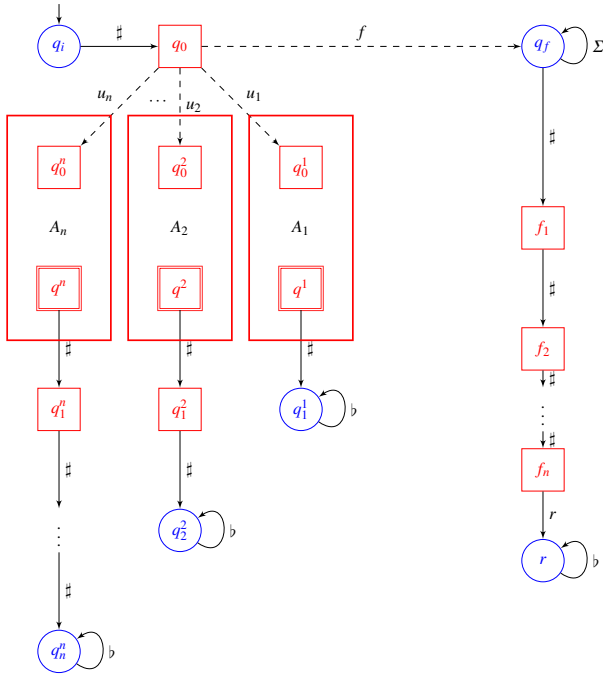 q_i ♯ q_0 f q_f Σ
u_n ⋯ u_2 u_1 ♯
q_0^n q_0^2 q_0^1
A_n A_2 A_1 f_1
q^n q^2 q^1 ♯
♯ ♯ ♯ f_2
♯
q_1^n q_1^2 q_1^1 ♭ ⋮
♯
♯ ♯ f_n
r
⋮ q_2^2 ♭ r ♭
♯
q_n^n ♭